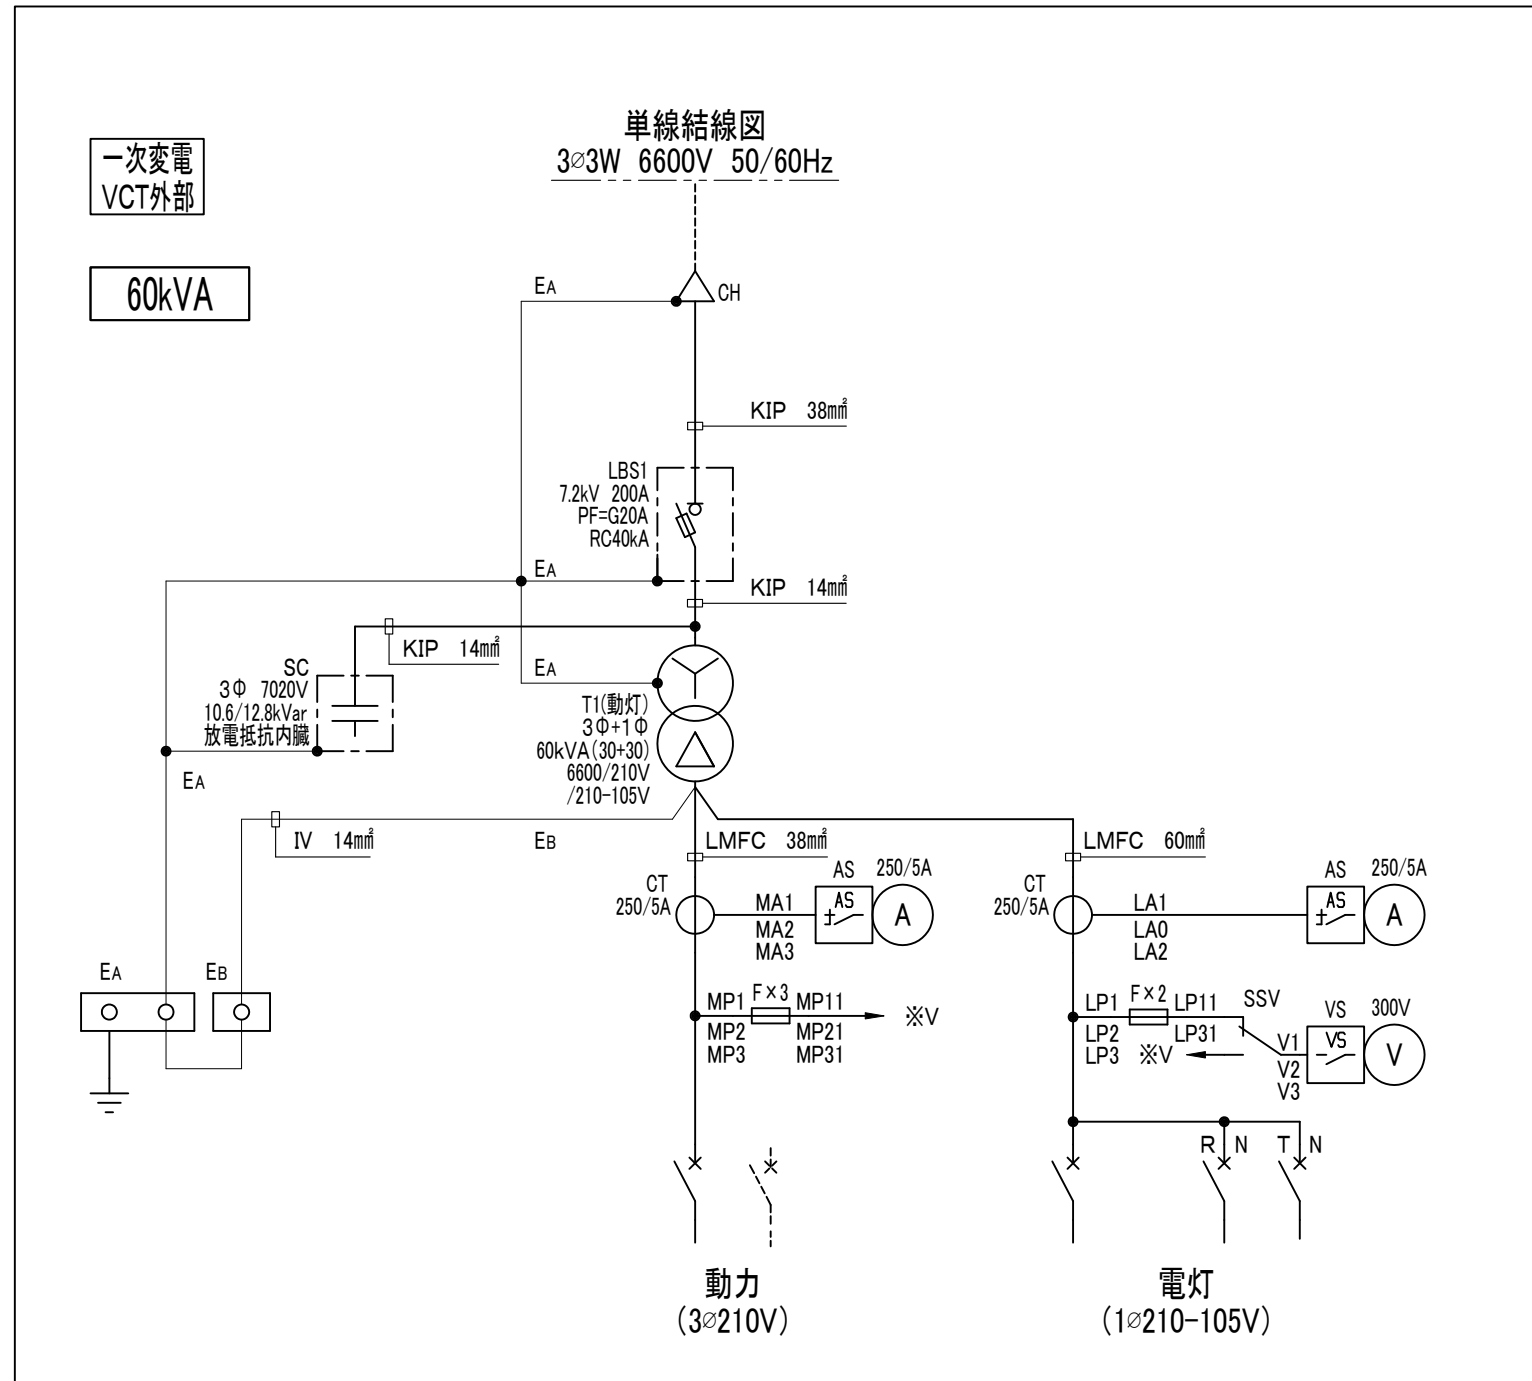 単線結線図
3∅3W 6600V 50/60Hz
一次変電
VCT外部
60kVA
EA
CH
KIP 38mm²
LBS1
7.2kV 200A
PF=G20A
RC40kA
EA
KIP 14mm²
KIP 14mm²
EA
SC
3Φ 7020V
10.6/12.8kVar
放電抵抗内臓
T1(動灯)
3Φ+1Φ
60kVA(30+30)
6600/210V
/210-105V
EA
IV 14mm²
EB
LMFC 38mm²
LMFC 60mm²
CT
250/5A
MA1
MA2
MA3
AS 250/5A
AS
A
CT
250/5A
LA1
LA0
LA2
AS 250/5A
AS
A
EA
EB
MP1 F×3 MP11
MP2 MP21
MP3 MP31
※V
LP1 F×2 LP11
LP2 LP31
LP3 ※V
SSV
V1
V2
V3
VS 300V
VS
V
R N T N
動力
(3∅210V)
電灯
(1∅210-105V)